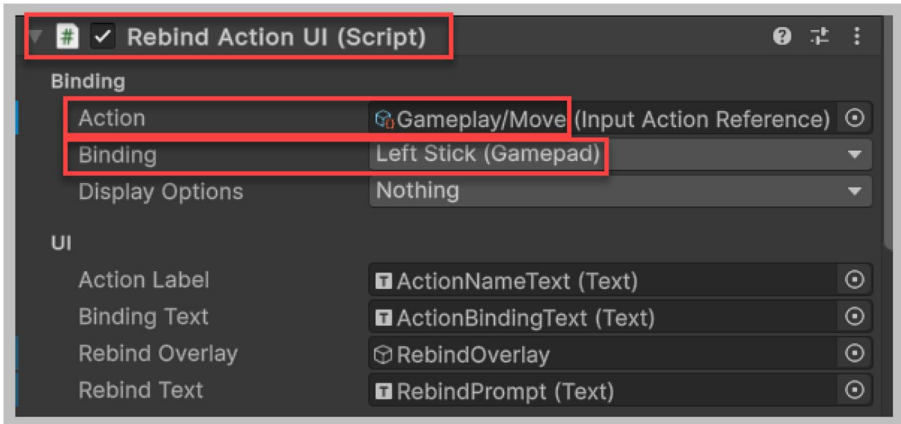 Rebind Action UI (Script)
Binding
Action Gameplay/Move (Input Action Reference)
Binding Left Stick (Gamepad)
Display Options Nothing
UI
Action Label ActionNameText (Text)
Binding Text ActionBindingText (Text)
Rebind Overlay RebindOverlay
Rebind Text RebindPrompt (Text)